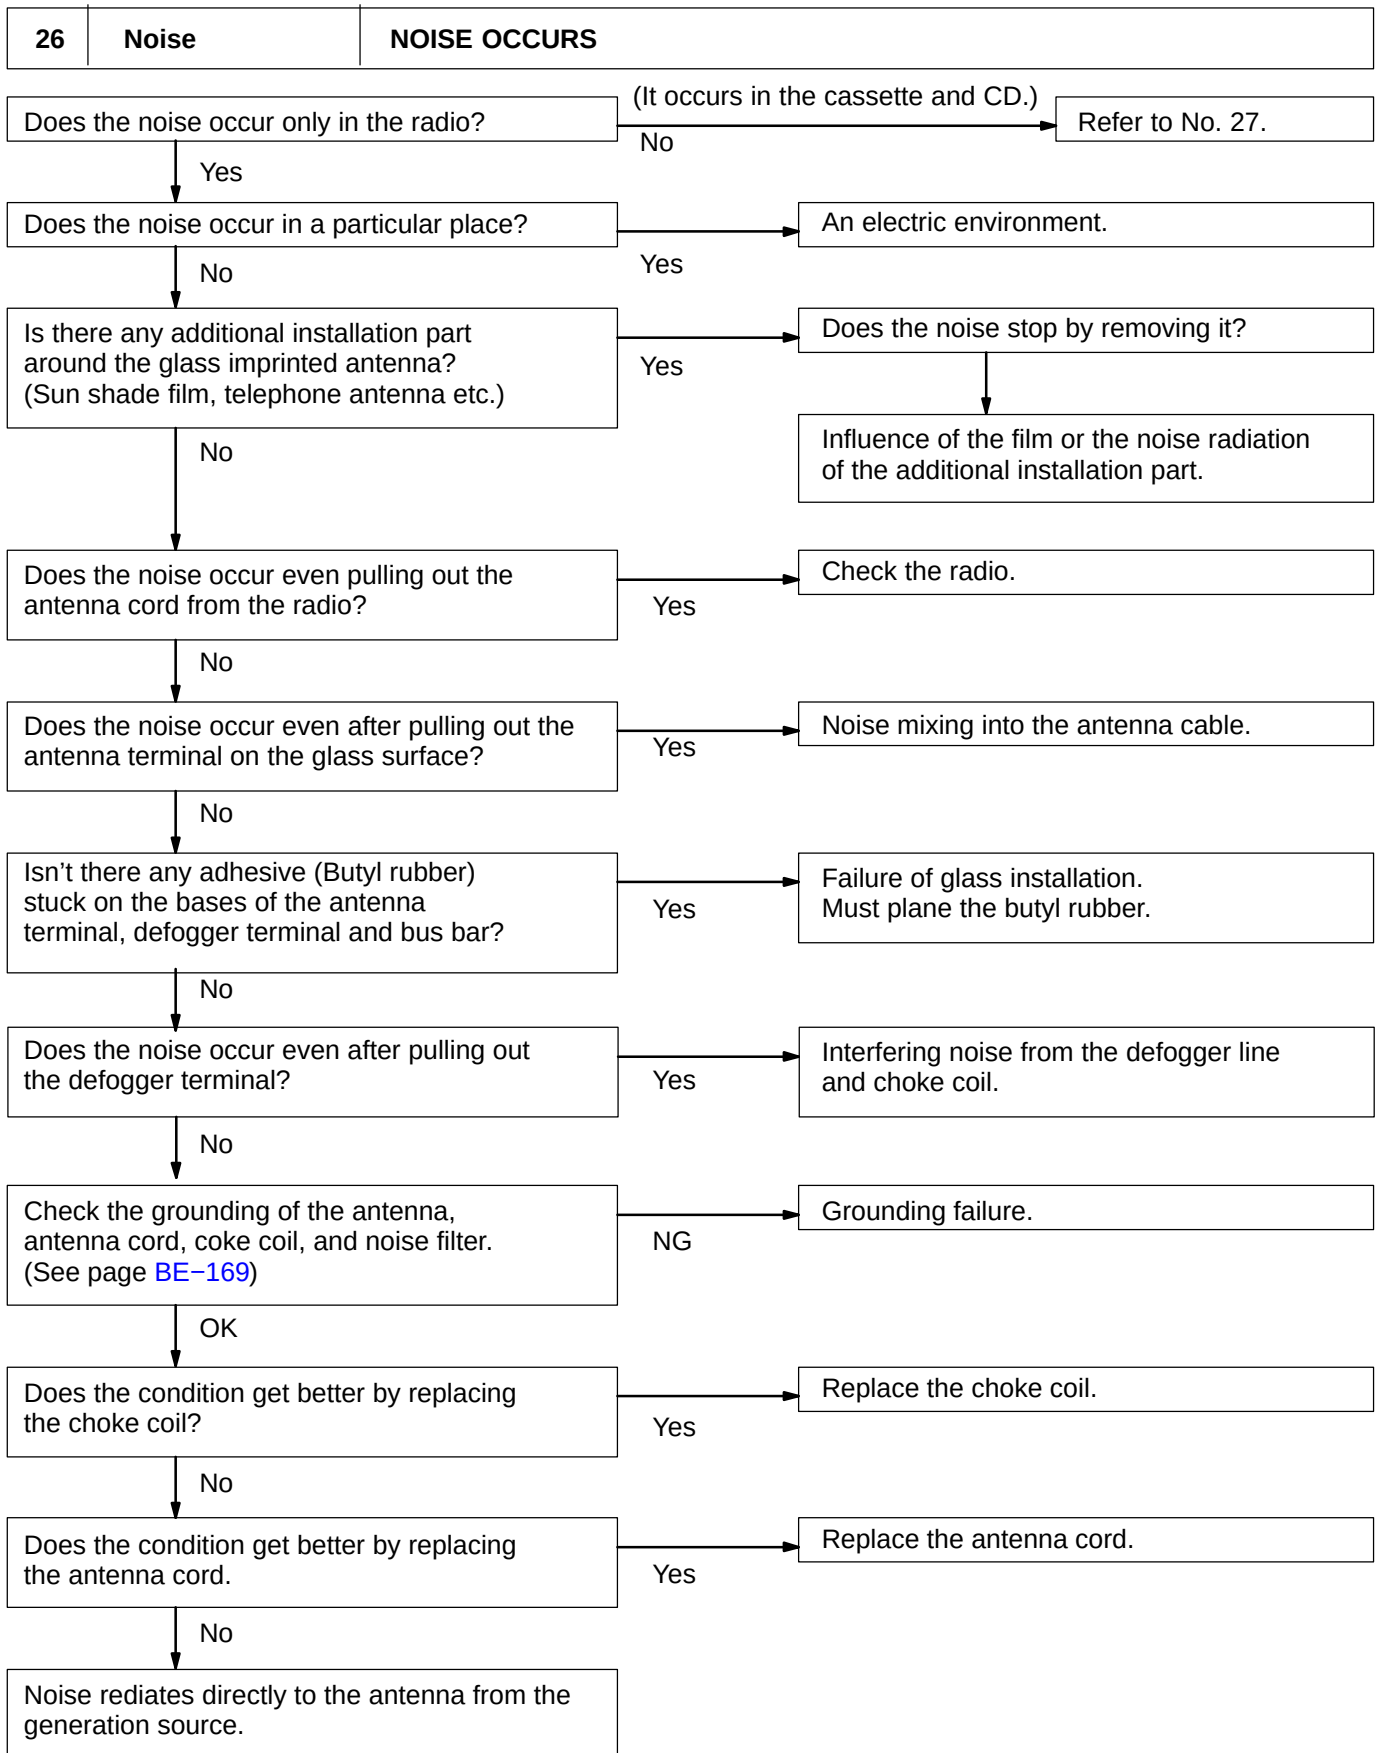 26 Noise NOISE OCCURS
(It occurs in the cassette and CD.)
Does the noise occur only in the radio?
Refer to No. 27.
No
Yes
Does the noise occur in a particular place?
An electric environment.
Yes
No
Is there any additional installation part
around the glass imprinted antenna?
(Sun shade film, telephone antenna etc.)
Does the noise stop by removing it?
Yes
Influence of the film or the noise radiation
of the additional installation part.
No
Does the noise occur even pulling out the
antenna cord from the radio?
Check the radio.
Yes
No
Does the noise occur even after pulling out the
antenna terminal on the glass surface?
Noise mixing into the antenna cable.
Yes
No
Isn’t there any adhesive (Butyl rubber)
stuck on the bases of the antenna
terminal, defogger terminal and bus bar?
Failure of glass installation.
Must plane the butyl rubber.
Yes
No
Does the noise occur even after pulling out
the defogger terminal?
Interfering noise from the defogger line
and choke coil.
Yes
No
Check the grounding of the antenna,
antenna cord, coke coil, and noise filter.
(See page BE−169)
Grounding failure.
NG
OK
Does the condition get better by replacing
the choke coil?
Replace the choke coil.
Yes
No
Does the condition get better by replacing
the antenna cord.
Replace the antenna cord.
Yes
No
Noise rediates directly to the antenna from the
generation source.